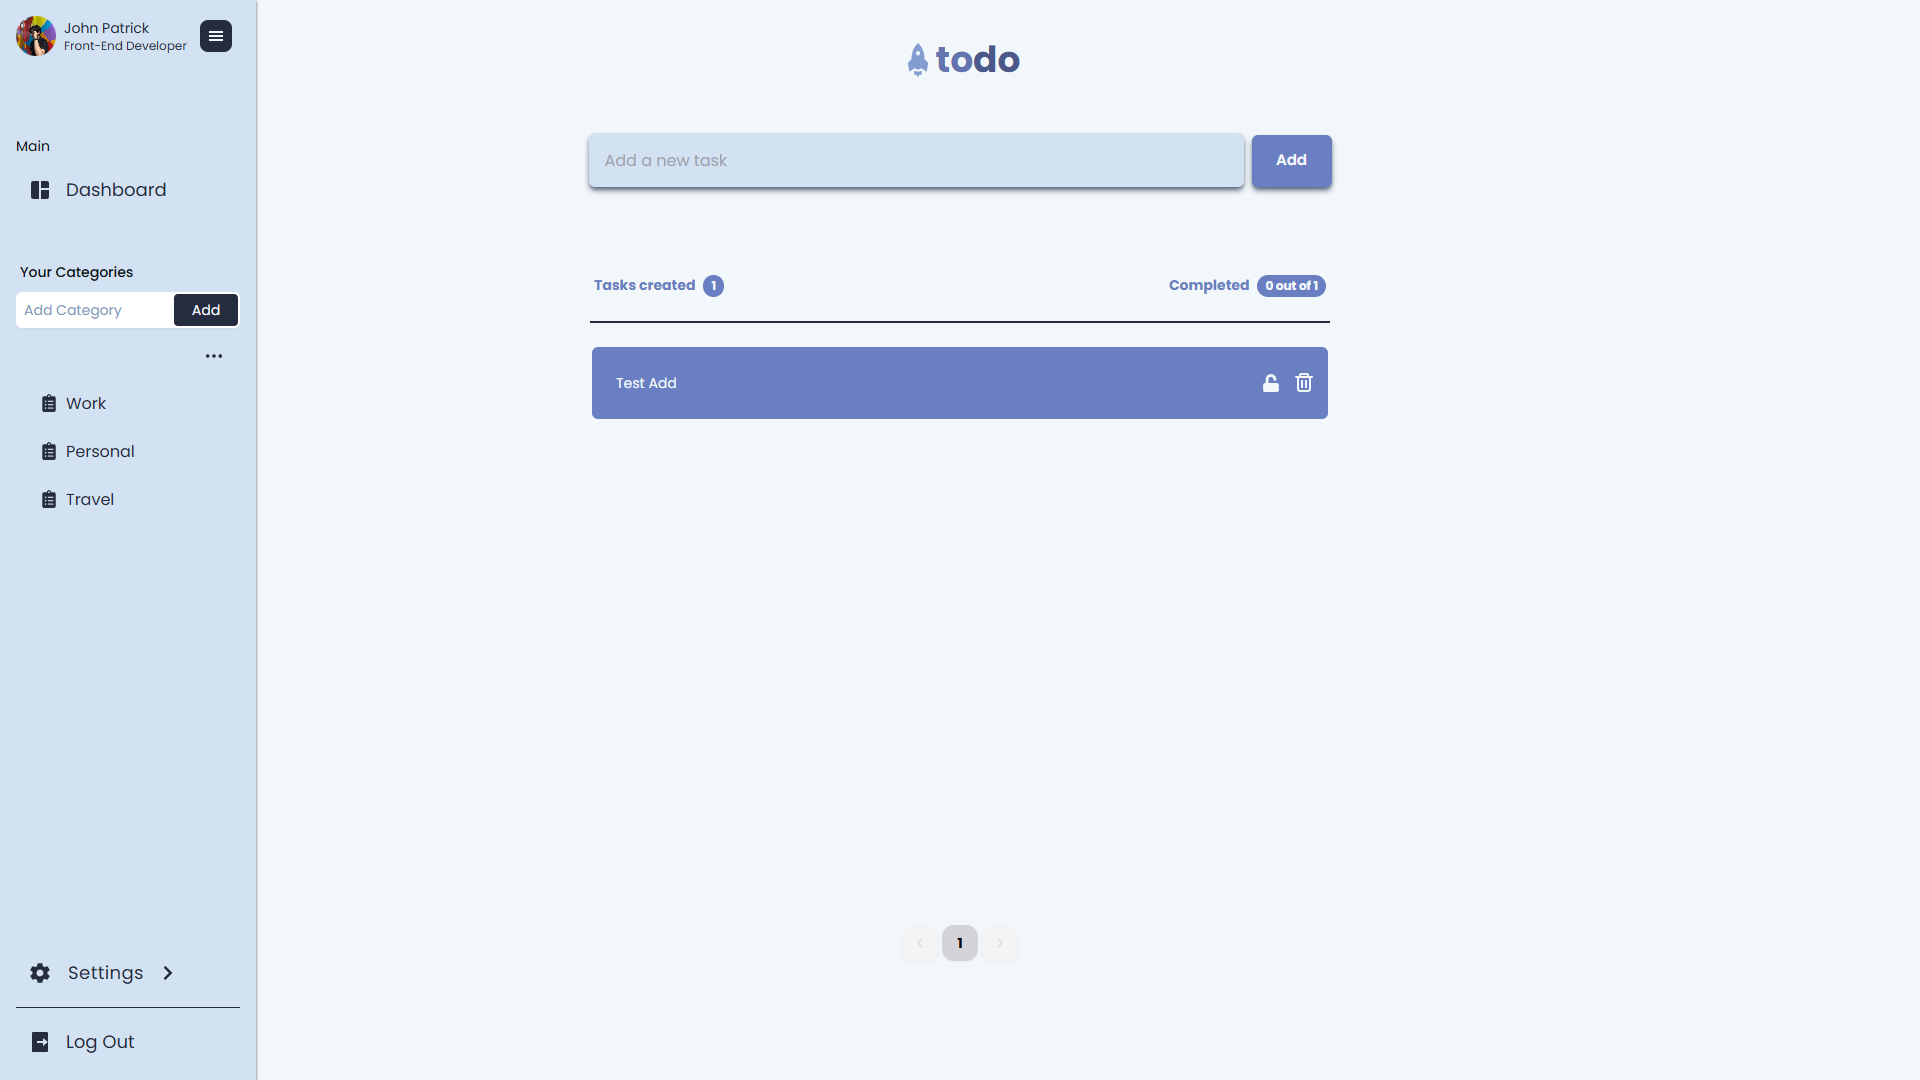 John Patrick
Front-End Developer
Main
Dashboard
Your Categories
Add Category
Add
Work
Personal
Travel
Settings
Log Out
todo
Add a new task
Add
Tasks created 1
Completed 0 out of 1
Test Add
< 1 >